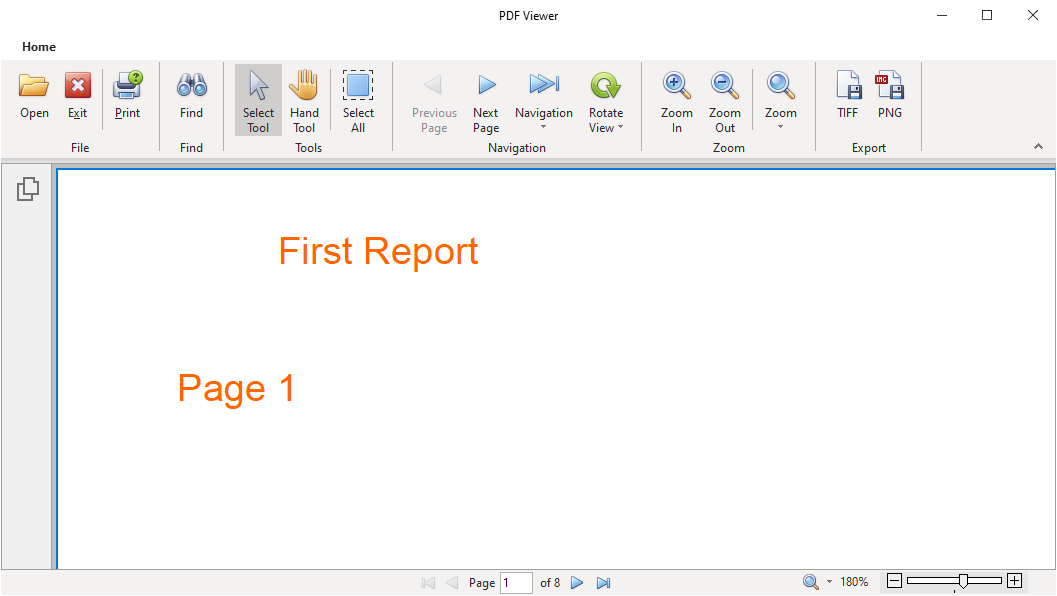 PDF Viewer
Home
Open
Exit
Print
File
Find
Find
Select Tool
Hand Tool
Select All
Tools
Previous Page
Next Page
Navigation
Rotate View
Navigation
Zoom In
Zoom Out
Zoom
Zoom
IMG
TIFF
PNG
Export
First Report
Page 1
Page 1 of 8
180%